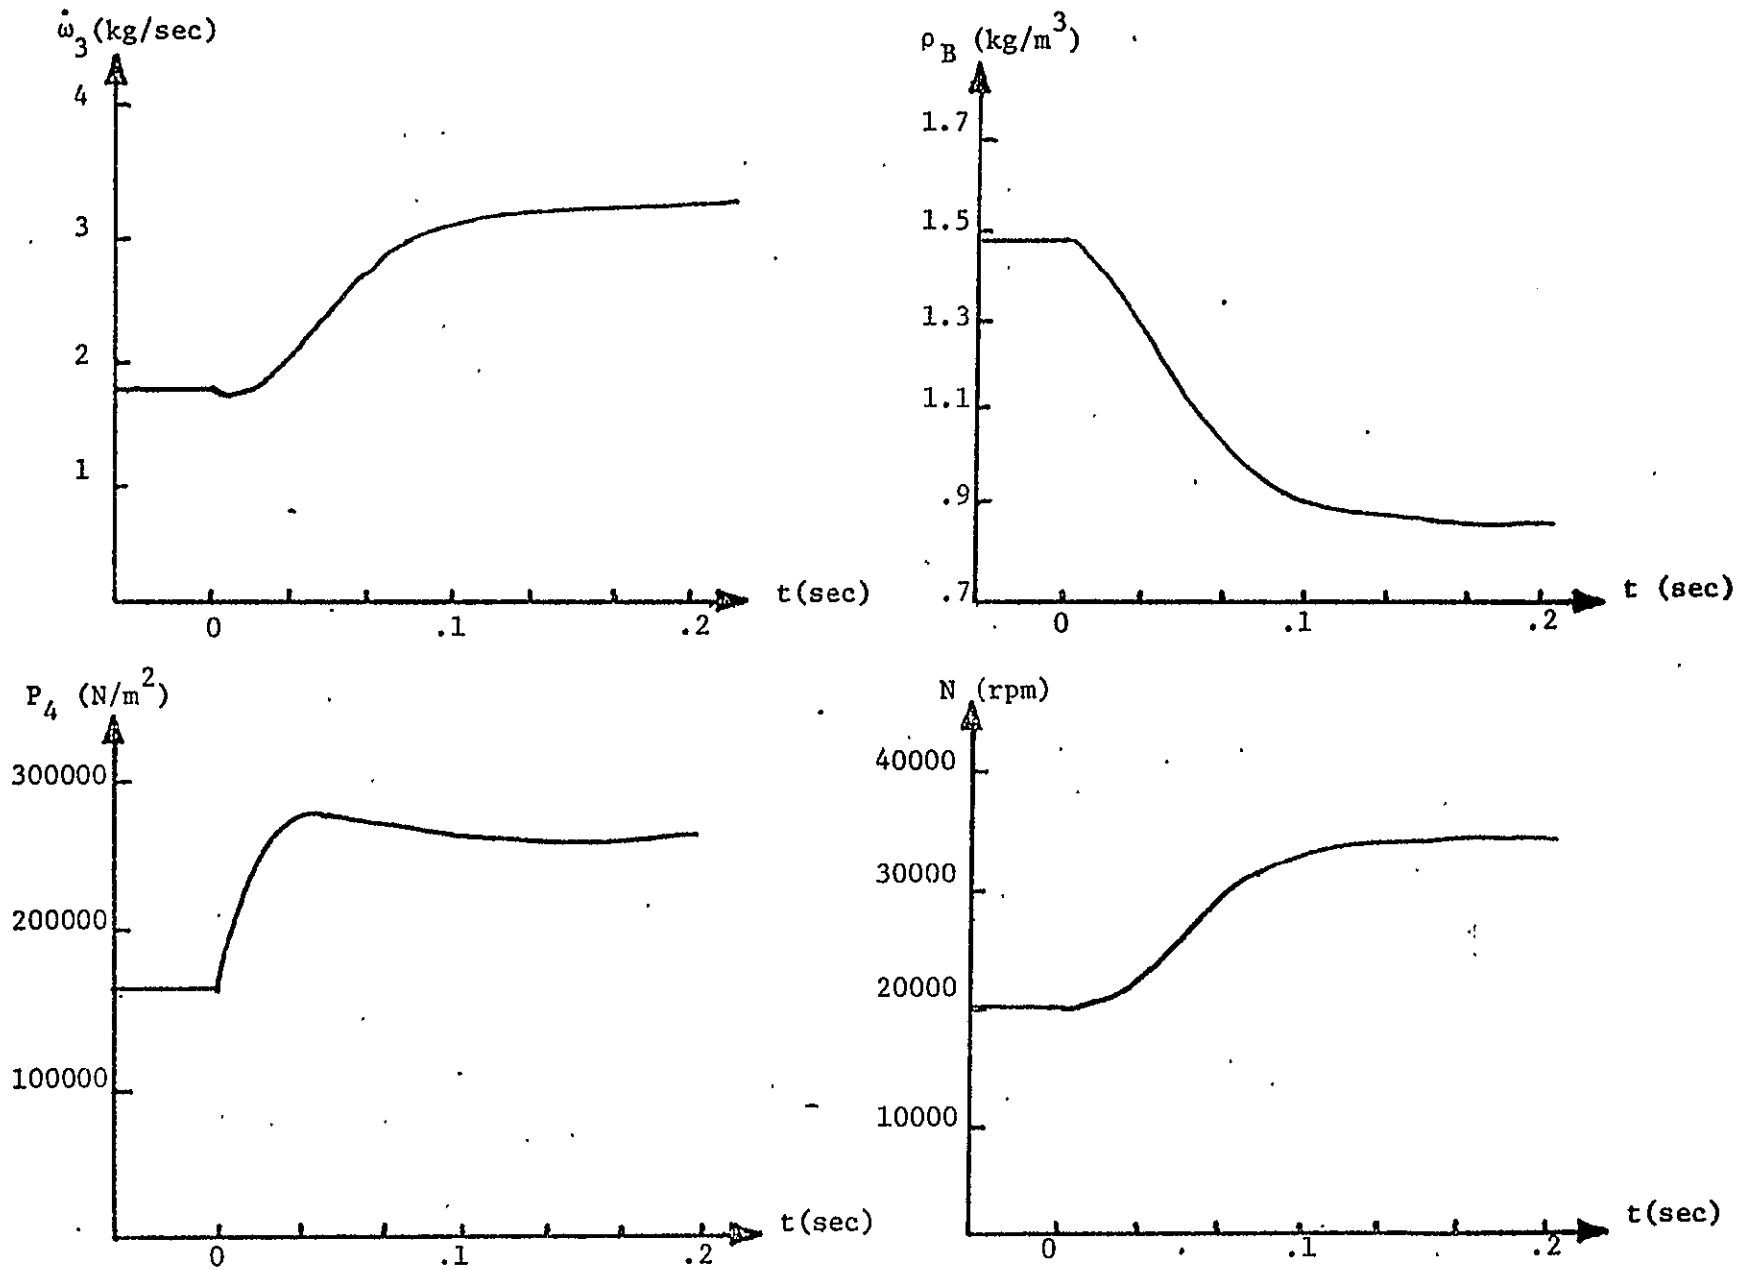 ω̇3(kg/sec)
4
3
2
1
0 .1 .2
t(sec)
ρB (kg/m3)
1.7
1.5
1.3
1.1
.9
.7
0 .1 .2
t (sec)
P4 (N/m2)
300000
200000
100000
0 .1 .2
t(sec)
N (rpm)
40000
30000
20000
10000
0 .1 .2
t(sec)